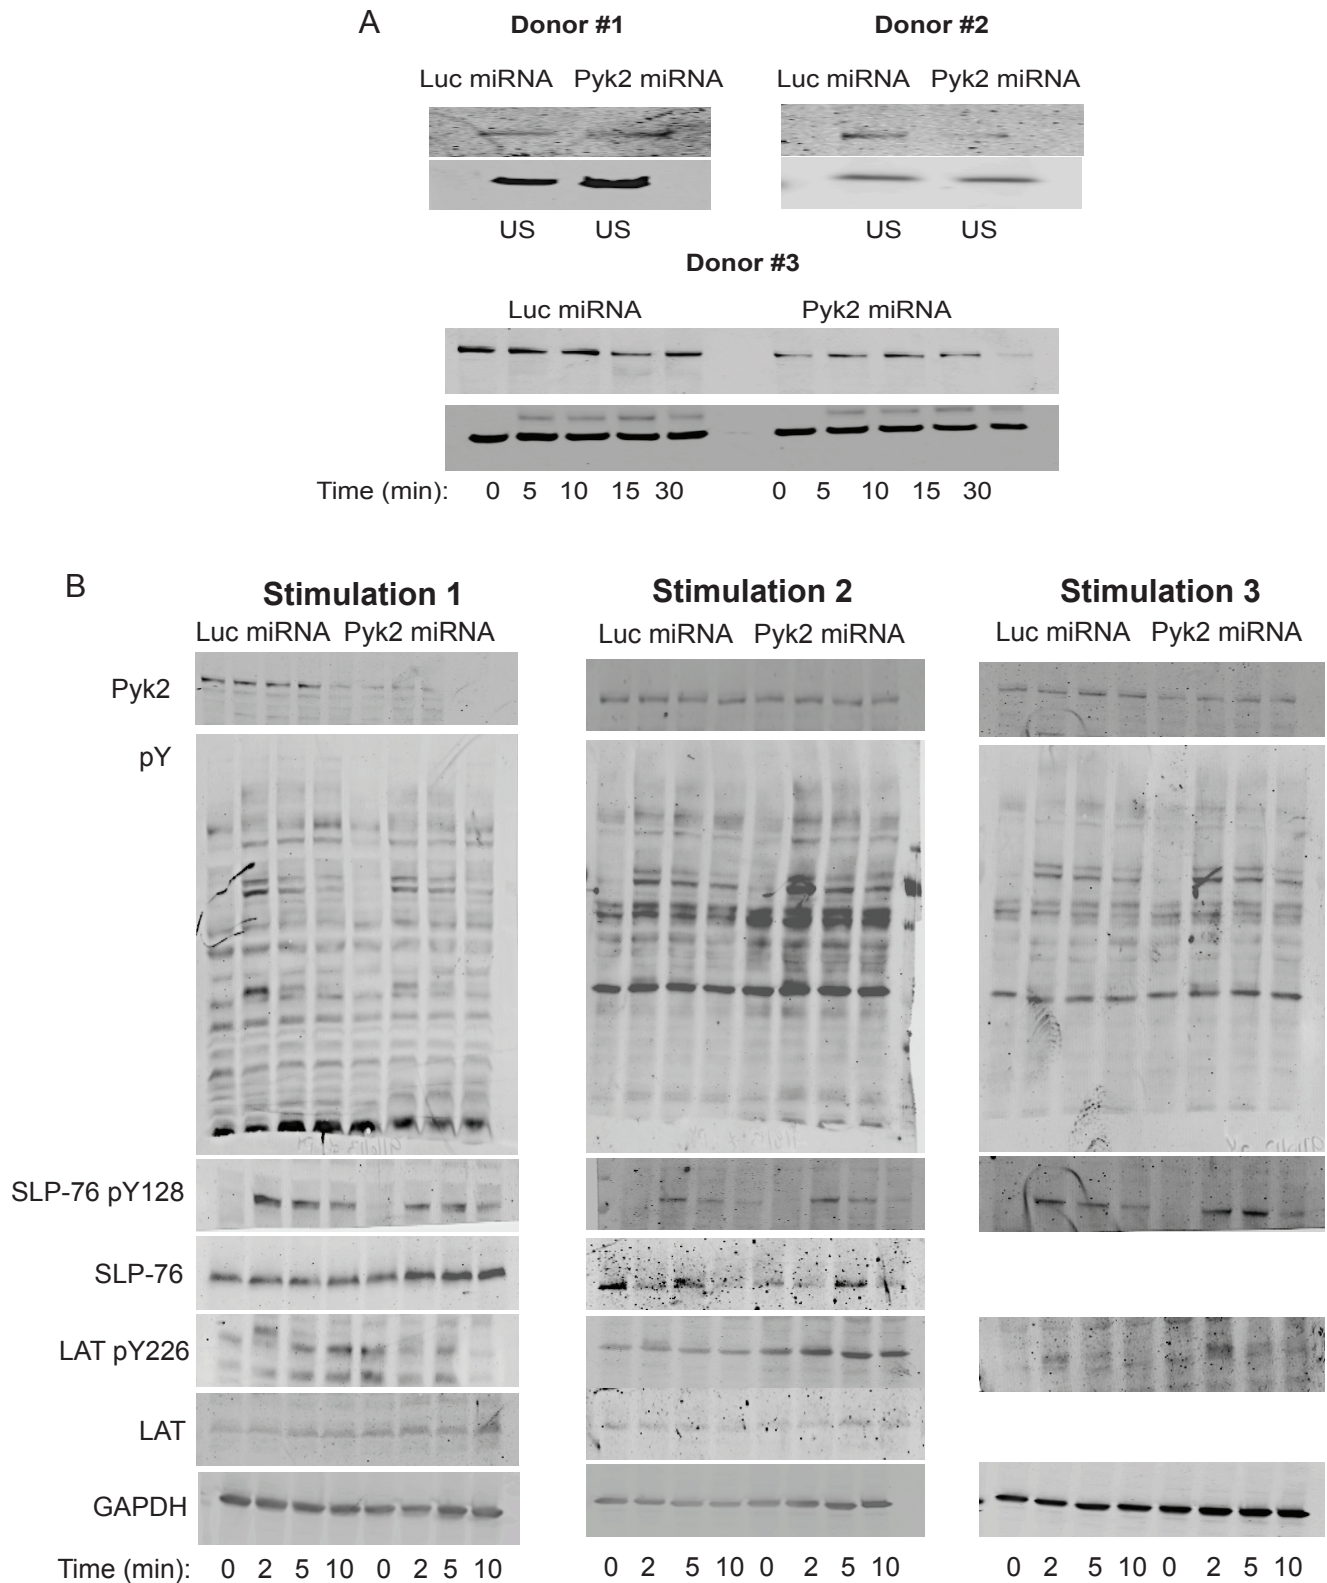 A
Donor #1
Donor #2
Luc miRNA Pyk2 miRNA
Luc miRNA Pyk2 miRNA
US US
US US
Donor #3
Luc miRNA
Pyk2 miRNA
Time (min): 0 5 10 15 30 0 5 10 15 30
B
Stimulation 1
Stimulation 2
Stimulation 3
Luc miRNA Pyk2 miRNA
Luc miRNA Pyk2 miRNA
Luc miRNA Pyk2 miRNA
Pyk2
pY
SLP-76 pY128
SLP-76
LAT pY226
LAT
GAPDH
Time (min): 0 2 5 10 0 2 5 10 0 2 5 10 0 2 5 10 0 2 5 10 0 2 5 10